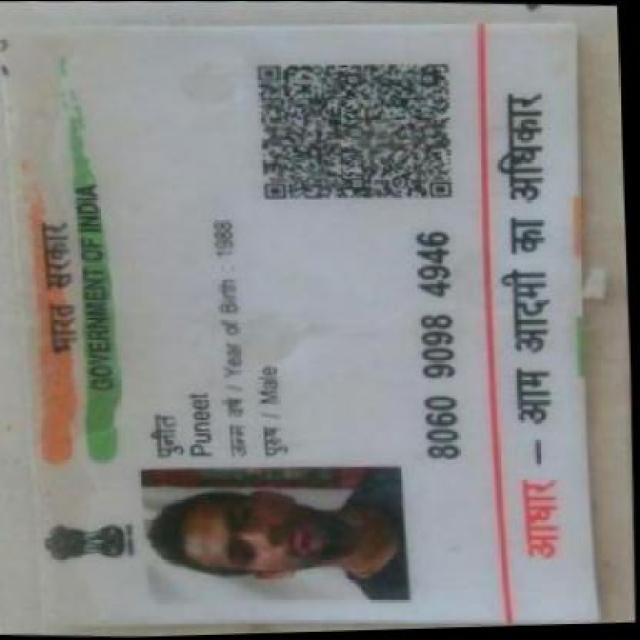 भारत सरकार
GOVERNMENT OF INDIA
पुनीत
Puneet
जन्म वर्ष / Year of Birth : 1988
पुरुष / Male
8060 9098 4946
आधार – आम आदमी का अधिकार